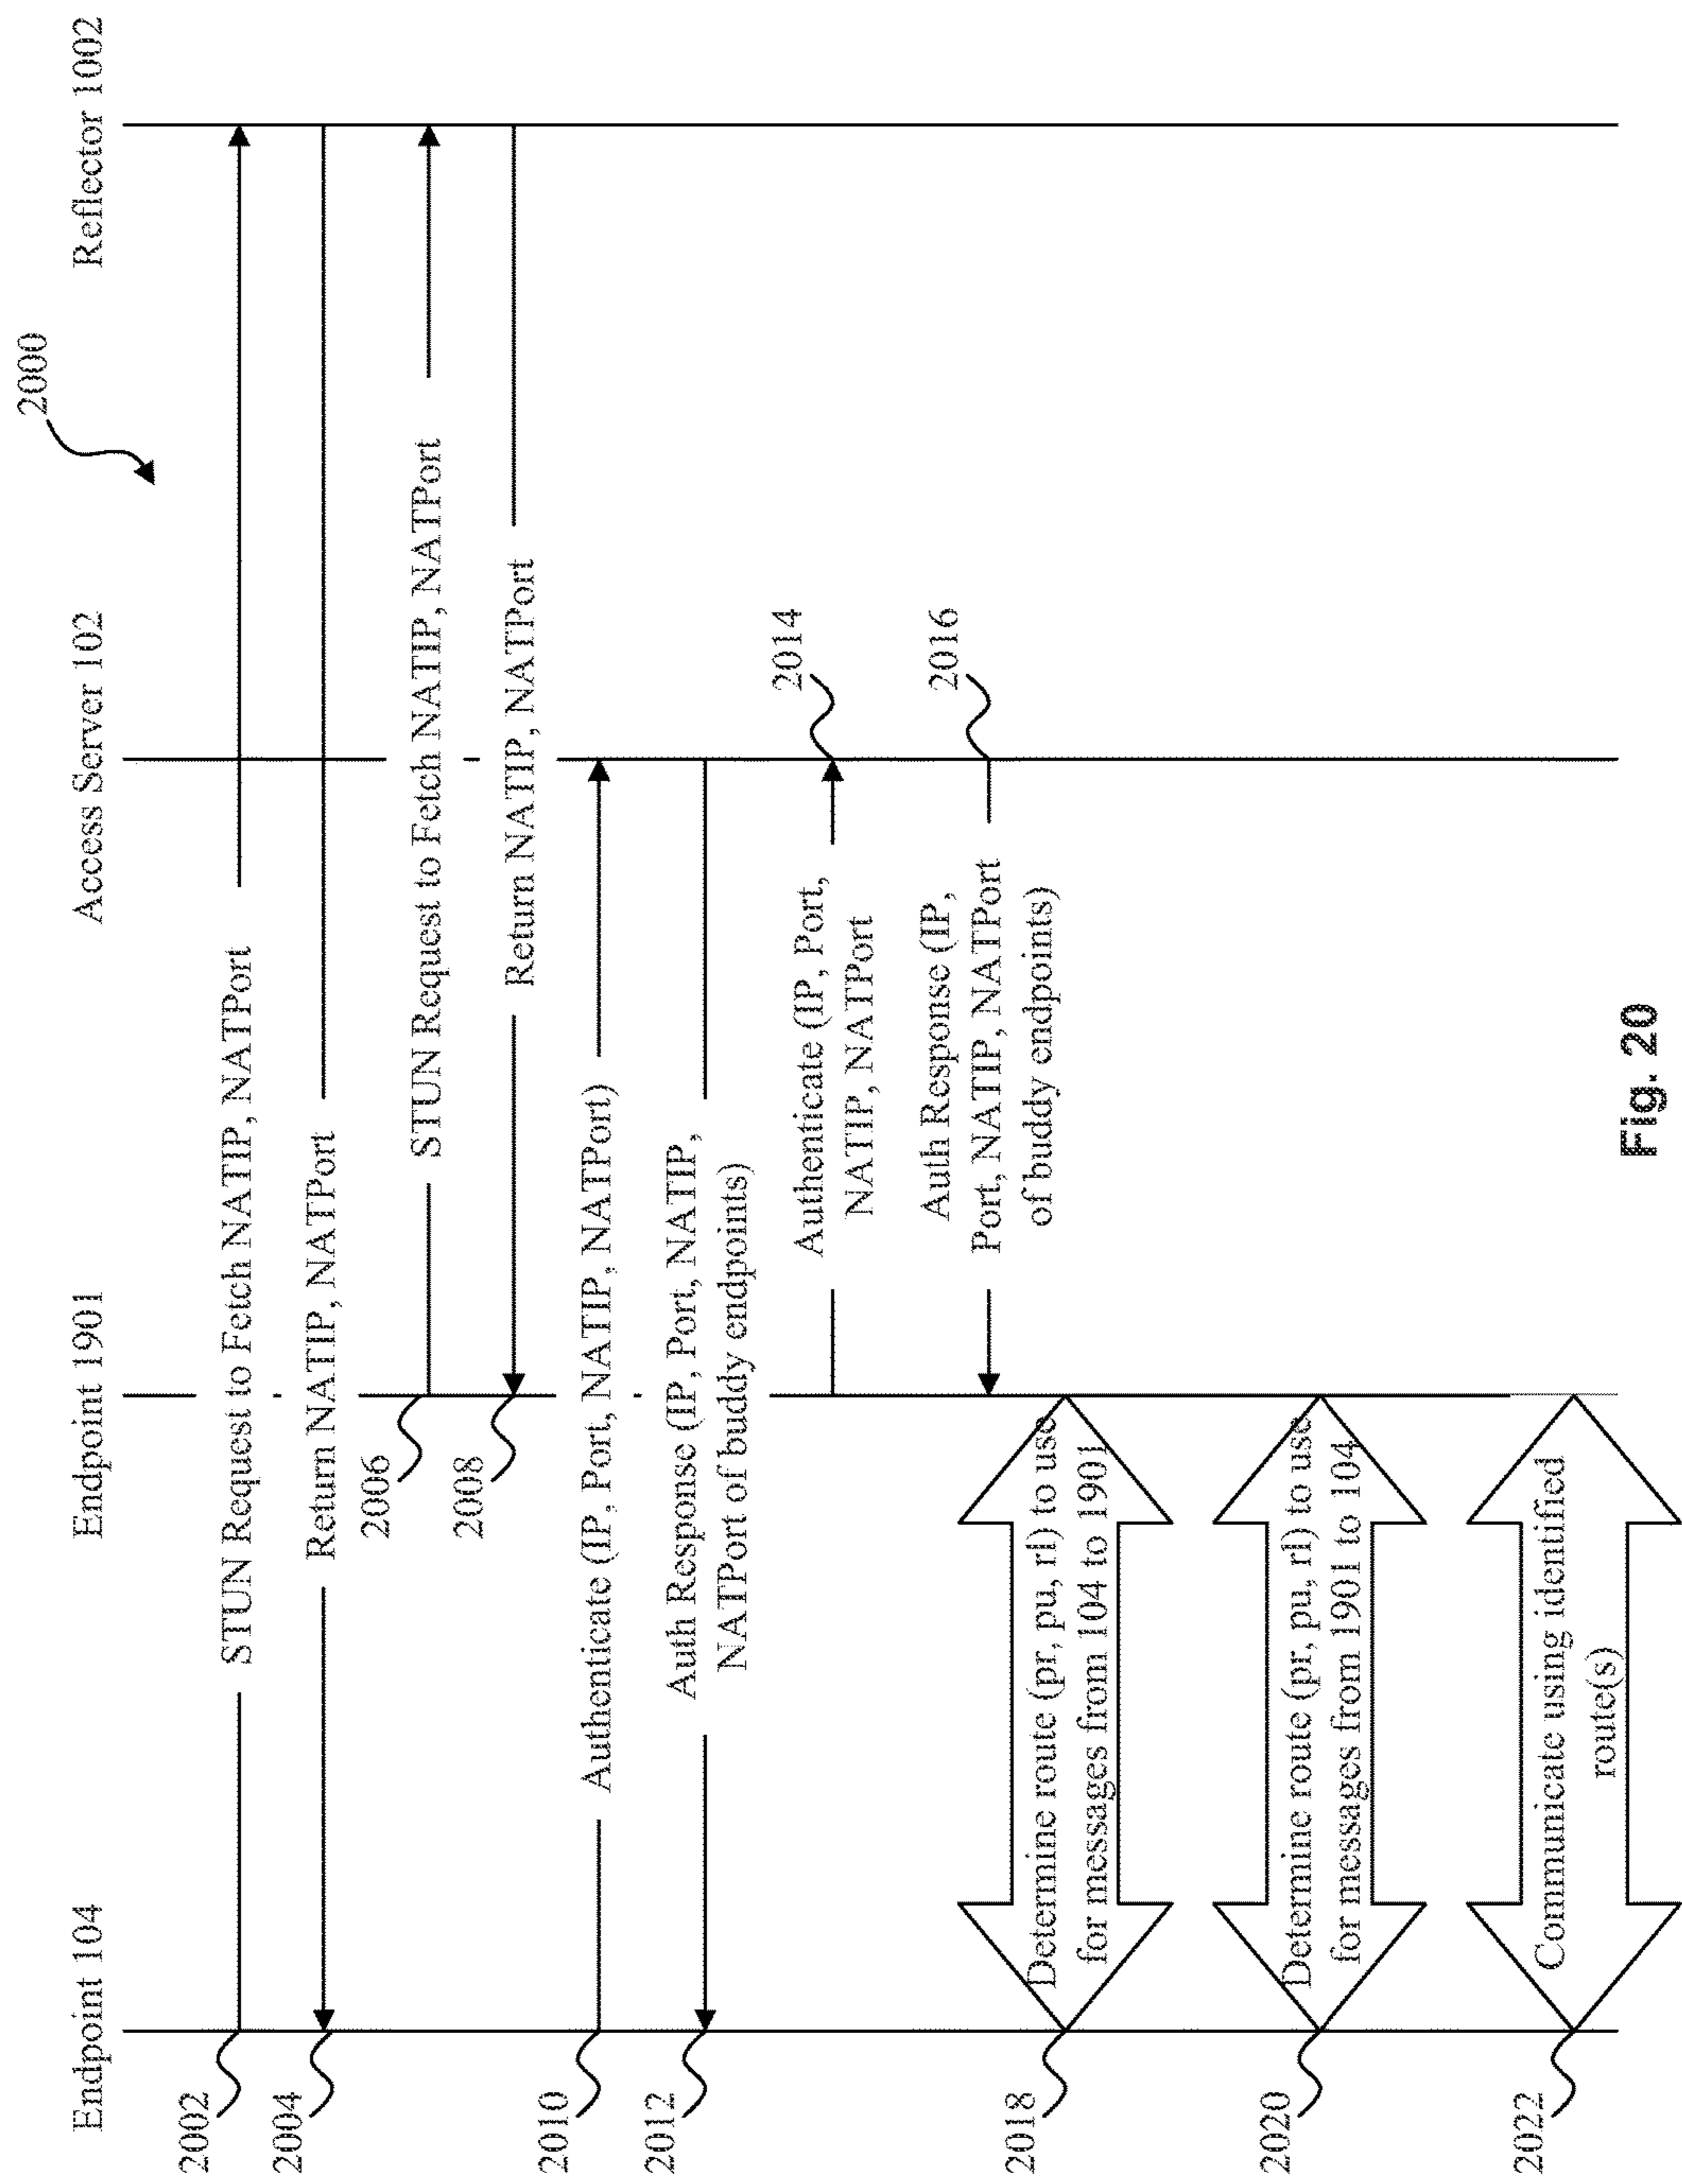 2000
Endpoint 104
Endpoint 1901
Access Server 102
Reflector 1002
2002
STUN Request to Fetch NATIP, NATPort
2004
Return NATIP, NATPort
2006
STUN Request to Fetch NATIP, NATPort
2008
Return NATIP, NATPort
2010
Authenticate (IP, Port, NATIP, NATPort)
2012
Auth Response (IP, Port, NATIP,
NATPort of buddy endpoints)
2014
Authenticate (IP, Port,
NATIP, NATPort
2016
Auth Response (IP,
Port, NATIP, NATPort
of buddy endpoints)
2018
Determine route (pr, pu, rl) to use
for messages from 104 to 1901
2020
Determine route (pr, pu, rl) to use
for messages from 1901 to 104
2022
Communicate using identified
route(s)
Fig. 20